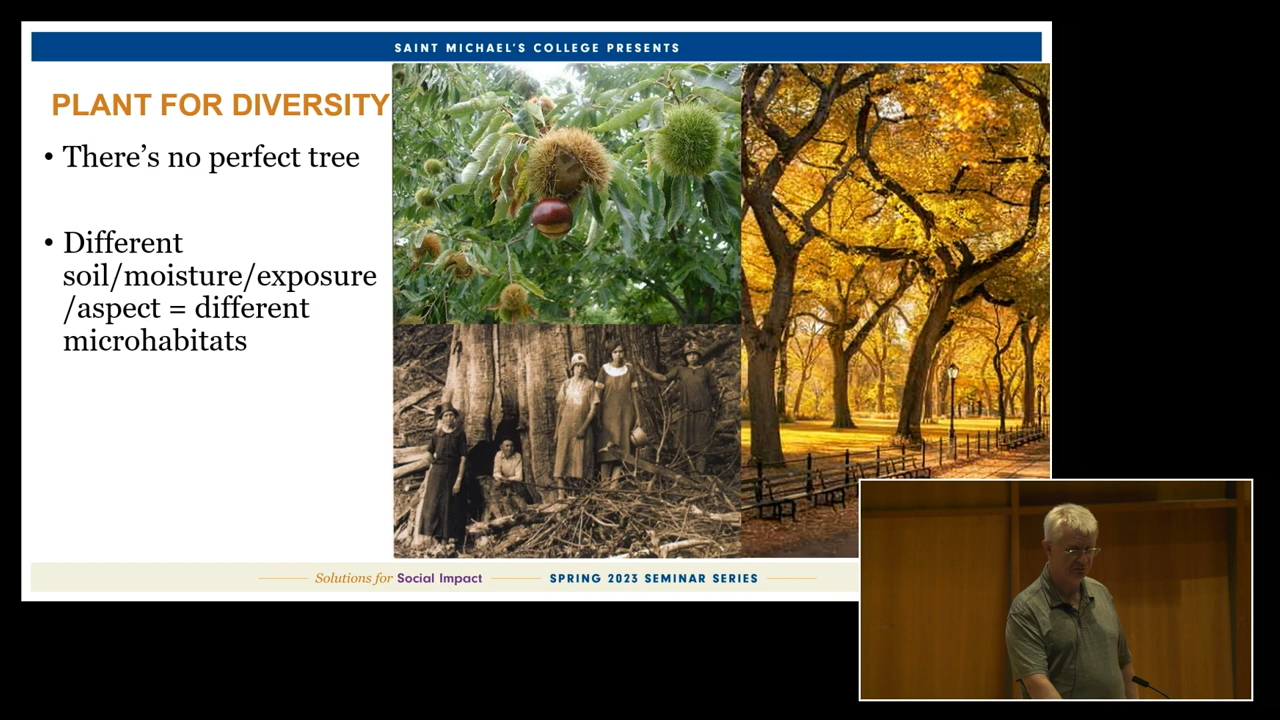 SAINT MICHAEL'S COLLEGE PRESENTS
PLANT FOR DIVERSITY
• There’s no perfect tree
• Different
soil/moisture/exposure
/aspect = different
microhabitats
Solutions for Social Impact
SPRING 2023 SEMINAR SERIES